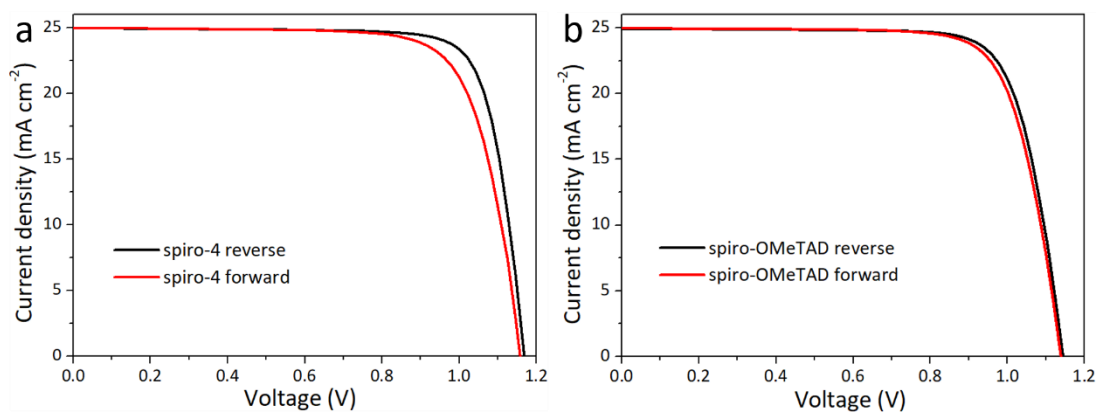 a
25
20
15
10
5
0
Current density (mA cm⁻²)
spiro-4 reverse
spiro-4 forward
0.0 0.2 0.4 0.6 0.8 1.0 1.2
Voltage (V)
b
25
20
15
10
5
0
Current density (mA cm⁻²)
spiro-OMeTAD reverse
spiro-OMeTAD forward
0.0 0.2 0.4 0.6 0.8 1.0 1.2
Voltage (V)